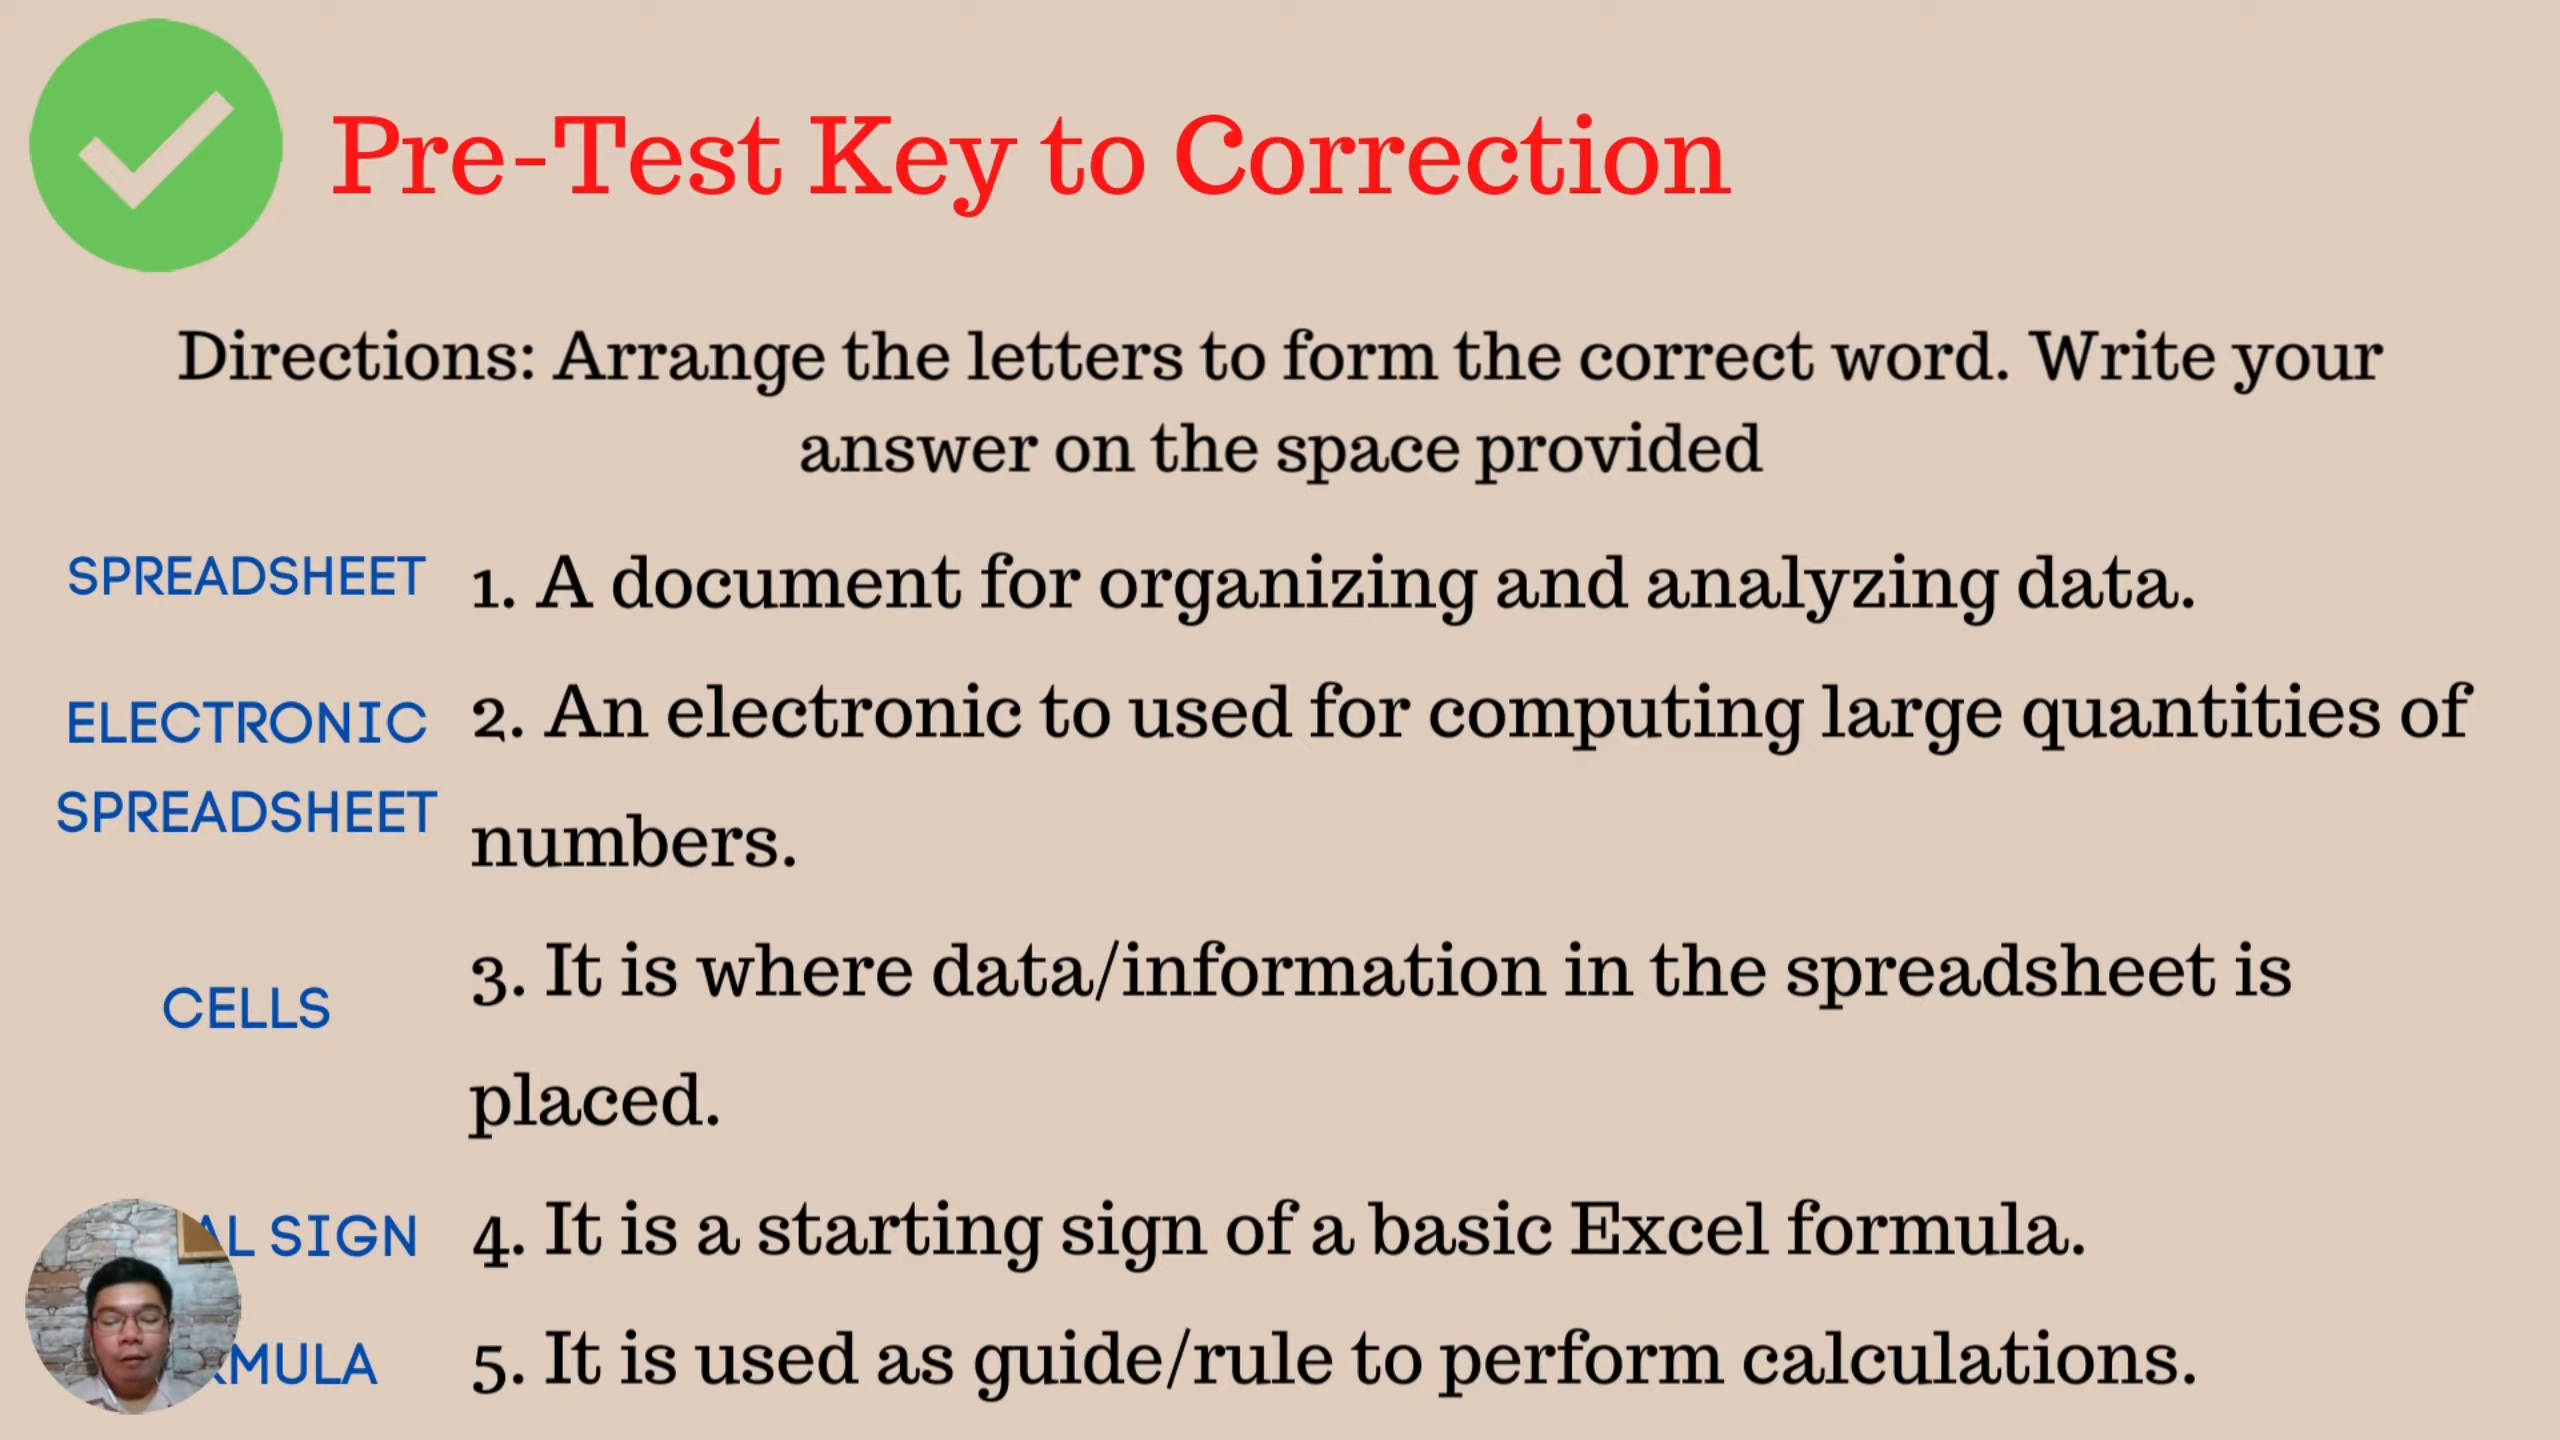 Pre-Test Key to Correction
Directions: Arrange the letters to form the correct word. Write your
answer on the space provided
SPREADSHEET
1. A document for organizing and analyzing data.
ELECTRONIC
SPREADSHEET
2. An electronic to used for computing large quantities of
numbers.
CELLS
3. It is where data/information in the spreadsheet is
placed.
SIGN
4. It is a starting sign of a basic Excel formula.
5. It is used as guide/rule to perform calculations.